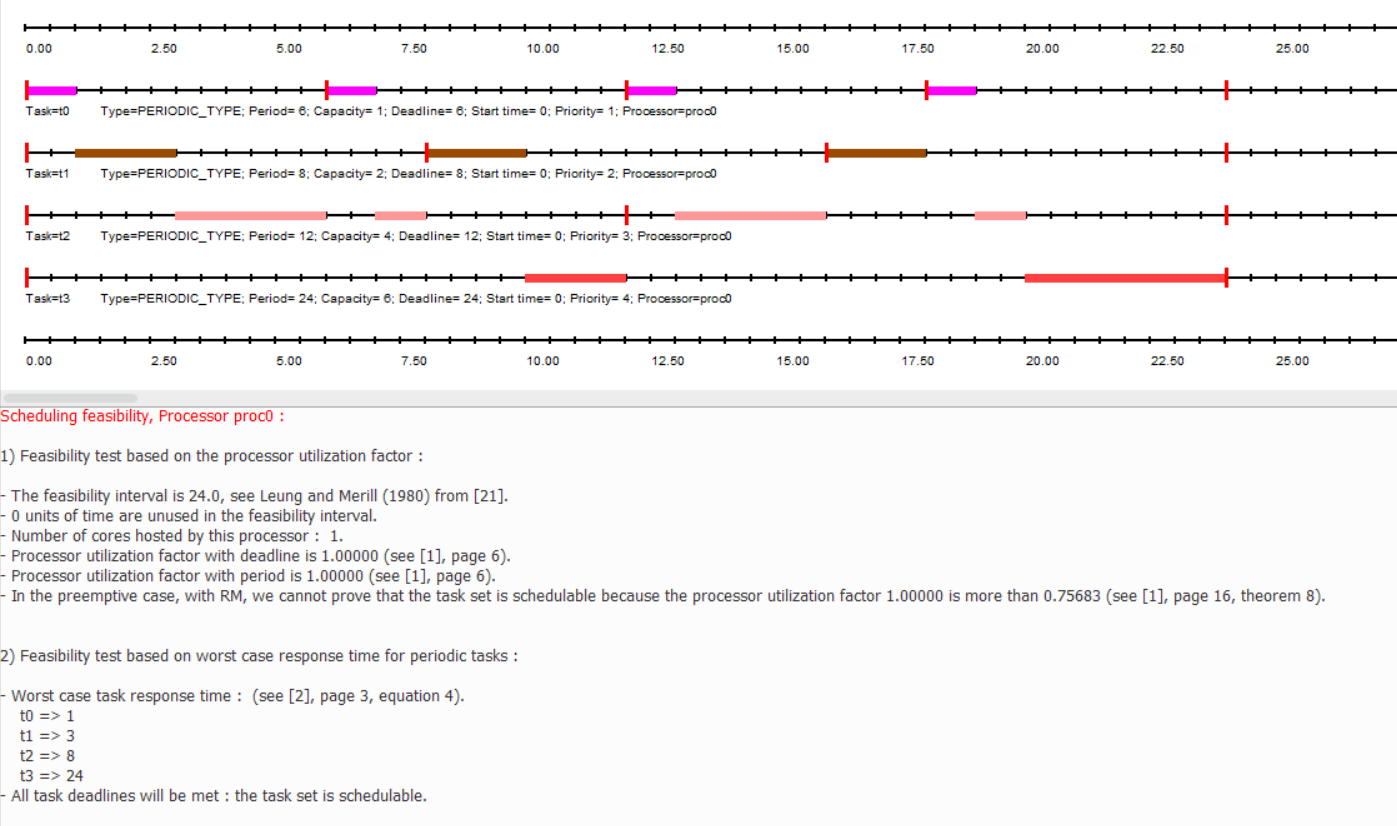 0.00 2.50 5.00 7.50 10.00 12.50 15.00 17.50 20.00 22.50 25.00
Task=t0 Type=PERIODIC_TYPE; Period= 6; Capacity= 1; Deadline= 6; Start time= 0; Priority= 1; Processor=proc0
Task=t1 Type=PERIODIC_TYPE; Period= 8; Capacity= 2; Deadline= 8; Start time= 0; Priority= 2; Processor=proc0
Task=t2 Type=PERIODIC_TYPE; Period= 12; Capacity= 4; Deadline= 12; Start time= 0; Priority= 3; Processor=proc0
Task=t3 Type=PERIODIC_TYPE; Period= 24; Capacity= 6; Deadline= 24; Start time= 0; Priority= 4; Processor=proc0
0.00 2.50 5.00 7.50 10.00 12.50 15.00 17.50 20.00 22.50 25.00
Scheduling feasibility, Processor proc0 :
1) Feasibility test based on the processor utilization factor :
- The feasibility interval is 24.0, see Leung and Merill (1980) from [21].
- 0 units of time are unused in the feasibility interval.
- Number of cores hosted by this processor : 1.
- Processor utilization factor with deadline is 1.00000 (see [1], page 6).
- Processor utilization factor with period is 1.00000 (see [1], page 6).
- In the preemptive case, with RM, we cannot prove that the task set is schedulable because the processor utilization factor 1.00000 is more than 0.75683 (see [1], page 16, theorem 8).
2) Feasibility test based on worst case response time for periodic tasks :
- Worst case task response time : (see [2], page 3, equation 4).
t0 => 1
t1 => 3
t2 => 8
t3 => 24
- All task deadlines will be met : the task set is schedulable.